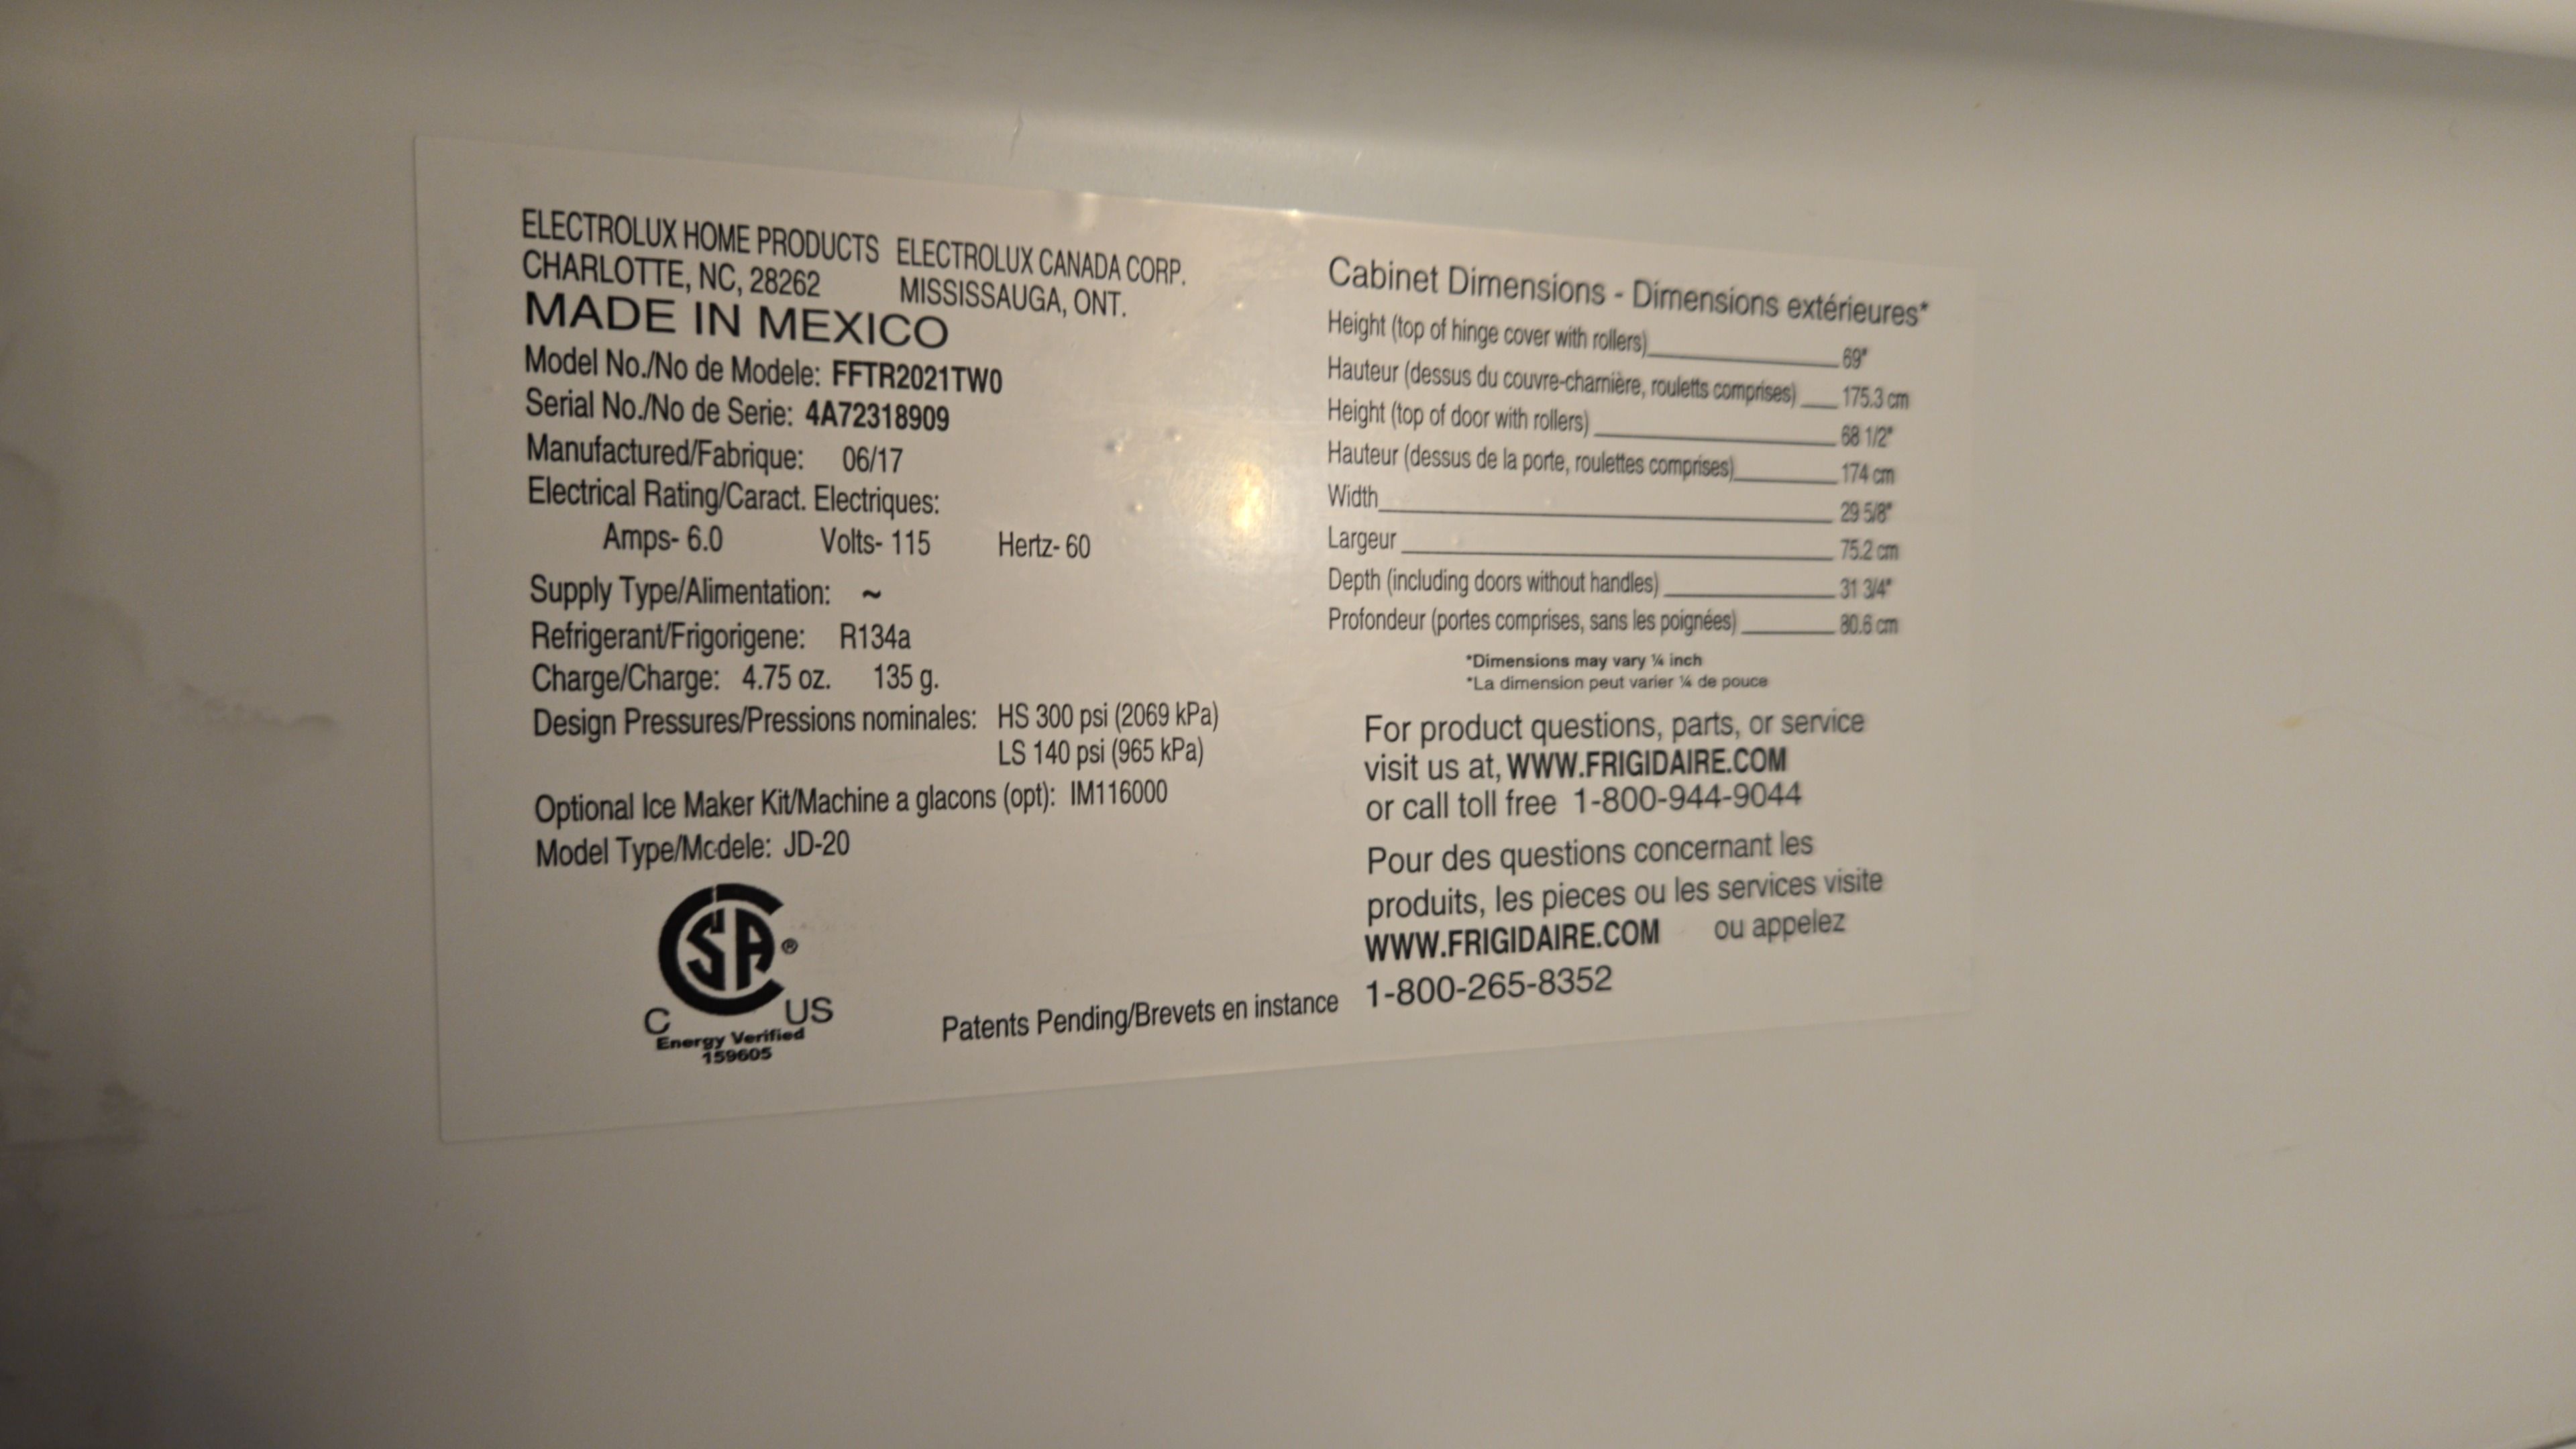 ELECTROLUX HOME PRODUCTS ELECTROLUX CANADA CORP.
CHARLOTTE, NC, 28262 MISSISSAUGA, ONT.
MADE IN MEXICO
Model No./No de Modele: FFTR2021TW0
Serial No./No de Serie: 4A72318909
Manufactured/Fabrique: 06/17
Electrical Rating/Caract. Electriques:
Amps- 6.0 Volts- 115 Hertz- 60
Supply Type/Alimentation: ~
Refrigerant/Frigorigene: R134a
Charge/Charge: 4.75 oz. 135 g.
Design Pressures/Pressions nominales: HS 300 psi (2069 kPa)
LS 140 psi (965 kPa)
Optional Ice Maker Kit/Machine a glacons (opt): IM116000
Model Type/Modele: JD-20
CSA®
C US
Energy Verified
159605
Patents Pending/Brevets en instance
Cabinet Dimensions - Dimensions extérieures*
Height (top of hinge cover with rollers) 69"
Hauteur (dessus du couvre-charnière, rouletts comprises) 175.3 cm
Height (top of door with rollers) 68 1/2"
Hauteur (dessus de la porte, roulettes comprises) 174 cm
Width 29 5/8"
Largeur 75.2 cm
Depth (including doors without handles) 31 3/4"
Profondeur (portes comprises, sans les poignées) 80.6 cm
*Dimensions may vary ¼ inch
*La dimension peut varier ¼ de pouce
For product questions, parts, or service
visit us at, WWW.FRIGIDAIRE.COM
or call toll free 1-800-944-9044
Pour des questions concernant les
produits, les pieces ou les services visite
WWW.FRIGIDAIRE.COM ou appelez
1-800-265-8352